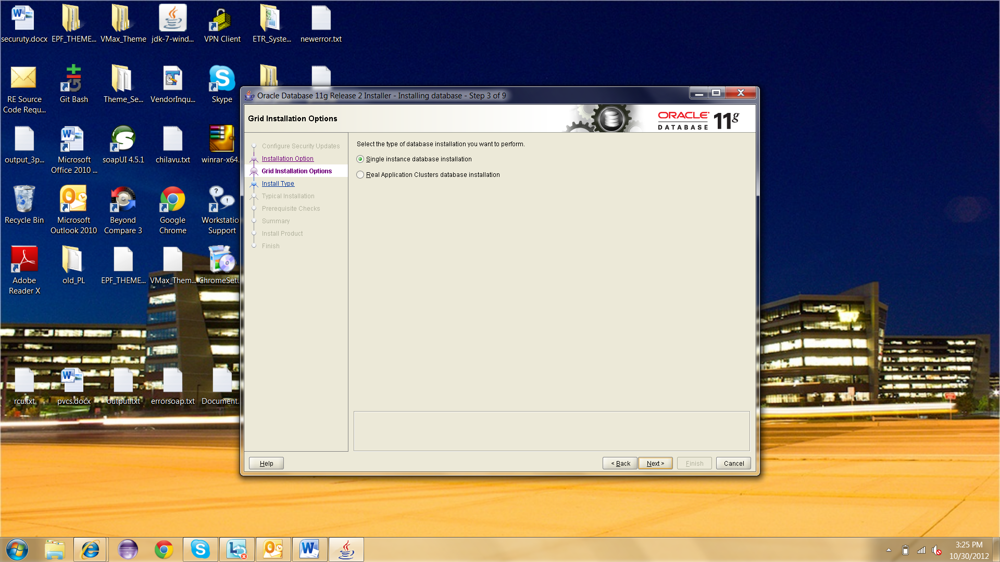 securuty.docx
EPF_THEME...
VMax_Theme
jdk-7-wind...
VPN Client
ETR_Syste...
newerror.txt
RE Source
Code Requ...
Git Bash
Theme_Se...
VendorInqu...
Skype
output_3p...
Microsoft
Office 2010 ...
soapUI 4.5.1
chilavu.txt
winrar-x64.
Recycle Bin
Microsoft
Outlook 2010
Beyond
Compare 3
Google
Chrome
Workstatio
Support
Adobe
Reader X
old_PL
EPF_THEME...
VMax_Them...
ChromeSetu
rcu.txt
pvcs.docx
output.txt
errorsoap.txt
Document.
Oracle Database 11g Release 2 Installer - Installing database - Step 3 of 9
Grid Installation Options
ORACLE
DATABASE
11g
Configure Security Updates
Installation Option
Grid Installation Options
Install Type
Typical Installation
Prerequisite Checks
Summary
Install Product
Finish
Select the type of database installation you want to perform.
Single instance database installation
Real Application Clusters database installation
Help
< Back
Next >
Finish
Cancel
3:25 PM
10/30/2012